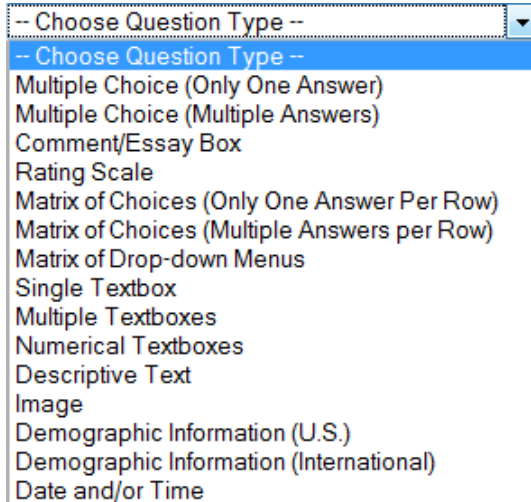 -- Choose Question Type --
-- Choose Question Type --
Multiple Choice (Only One Answer)
Multiple Choice (Multiple Answers)
Comment/Essay Box
Rating Scale
Matrix of Choices (Only One Answer Per Row)
Matrix of Choices (Multiple Answers per Row)
Matrix of Drop-down Menus
Single Textbox
Multiple Textboxes
Numerical Textboxes
Descriptive Text
Image
Demographic Information (U.S.)
Demographic Information (International)
Date and/or Time